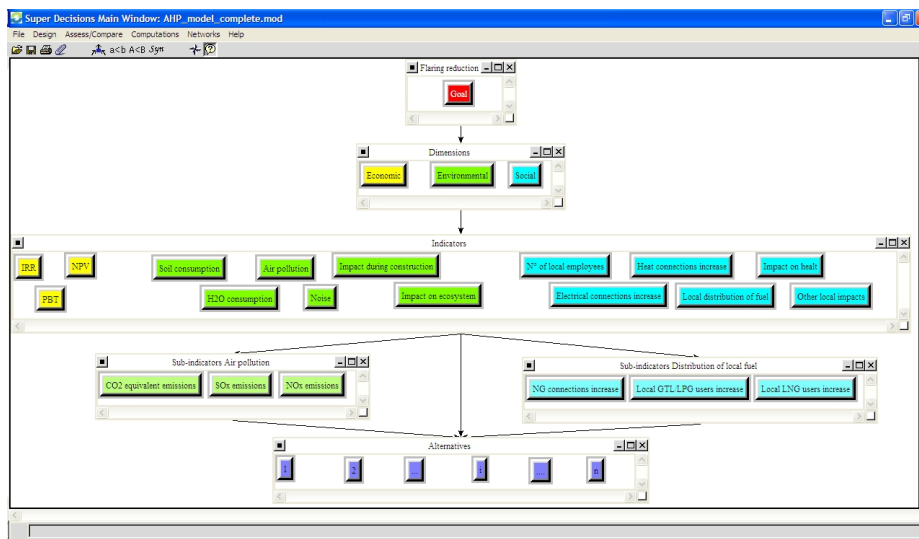 Super Decisions Main Window: AHP_model_complete.mod
File Design Assess/Compare Computations Networks Help
a<b A<B Syn
Flaring reduction
Goal
Dimensions
Economic Environmental Social
Indicators
IRR NPV Soil consumption Air pollution Impact during construction N° of local employees Heat connections increase Impact on healt
PBT H2O consumption Noise Impact on ecosystem Electrical connections increase Local distribution of fuel Other local impacts
Sub-indicators Air pollution Sub-indicators Distribution of local fuel
CO2 equivalent emissions SOx emissions NOx emissions NG connections increase Local GTL/LPG users increase Local LNG users increase
Alternatives
1 2 ... i .... n